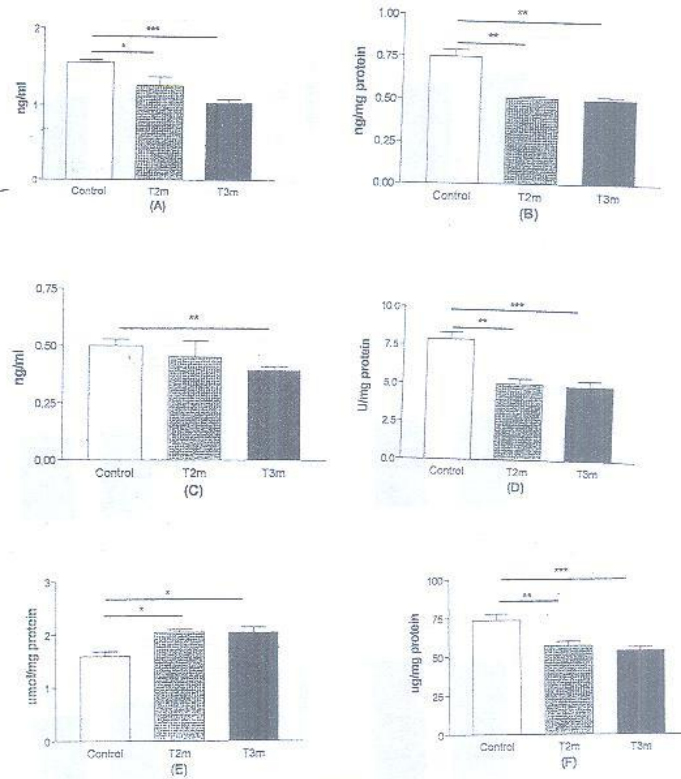 ***
*
2
1
0
ng/ml
Control
T2m
T3m
(A)
**
**
1.00
0.75
0.50
0.25
0.00
ng/mg protein
Control
T2m
T3m
(B)
**
0.75
0.50
0.25
0.00
ng/ml
Control
T2m
T3m
(C)
***
**
10.0
7.5
5.0
2.5
0.0
U/mg protein
Control
T2m
T3m
(D)
*
*
3
2
1
0
umol/mg protein
Control
T2m
T3m
(E)
***
**
100
75
50
25
0
ug/mg protein
Control
T2m
T3m
(F)